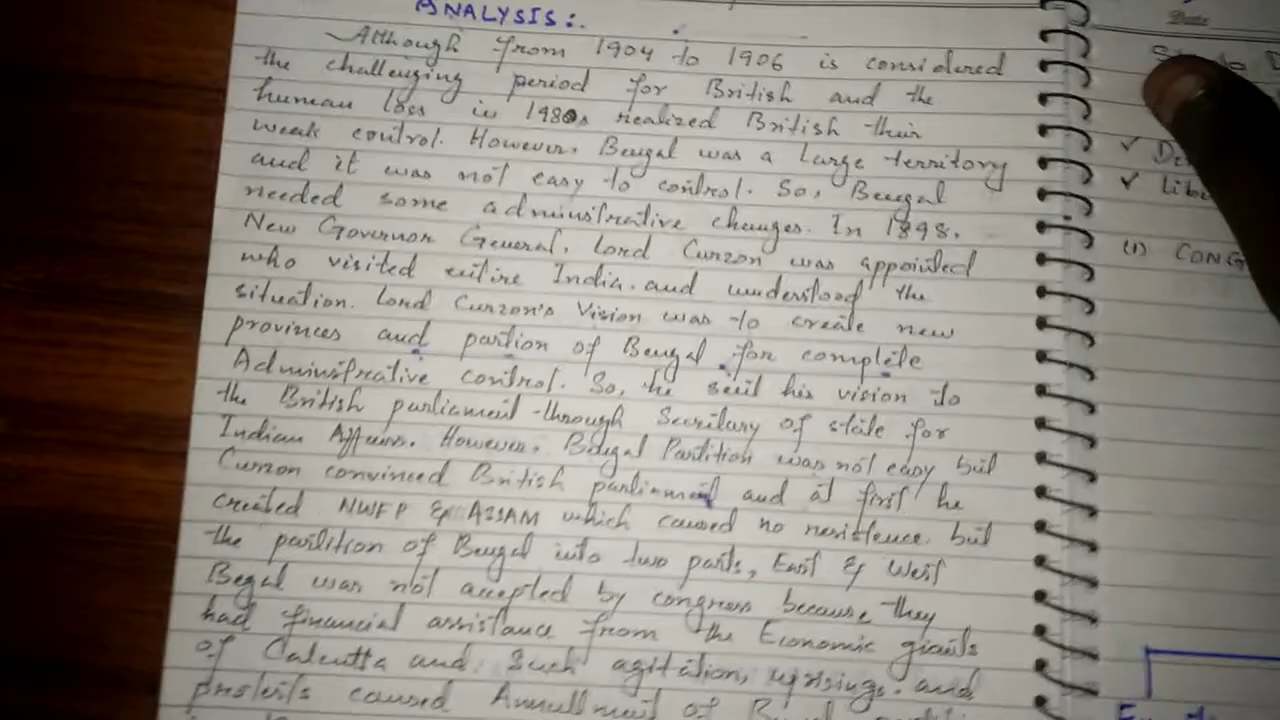 ANALYSIS:.
Although from 1904 to 1906 is considered
the challenging period for British and the
human loss in 1980s realized British their
weak control. However, Bengal was a large territory
and it was not easy to control. So, Bengal
needed some administrative changes. In 1898,
New Governor General, Lord Curzon was appointed
who visited entire India and understood the
situation. Lord Curzon's Vision was to create new
provinces and partion of Bengal for complete
Administrative control. So, he sent his vision to
the British parliament through Secritary of state for
Indian Affairs. However, Bengal Partition was not easy but
Curzon convinced British parliament and at first he
created NWFP & ASSAM which caused no resistence but
the partition of Bengal into two parts, East & West
Begal was not accepted by congress because they
had financial assistance from the Economic giants
of Calcutta and Such agitation, uprisings, and
protests caused Annullment of
Date
(1) CONG